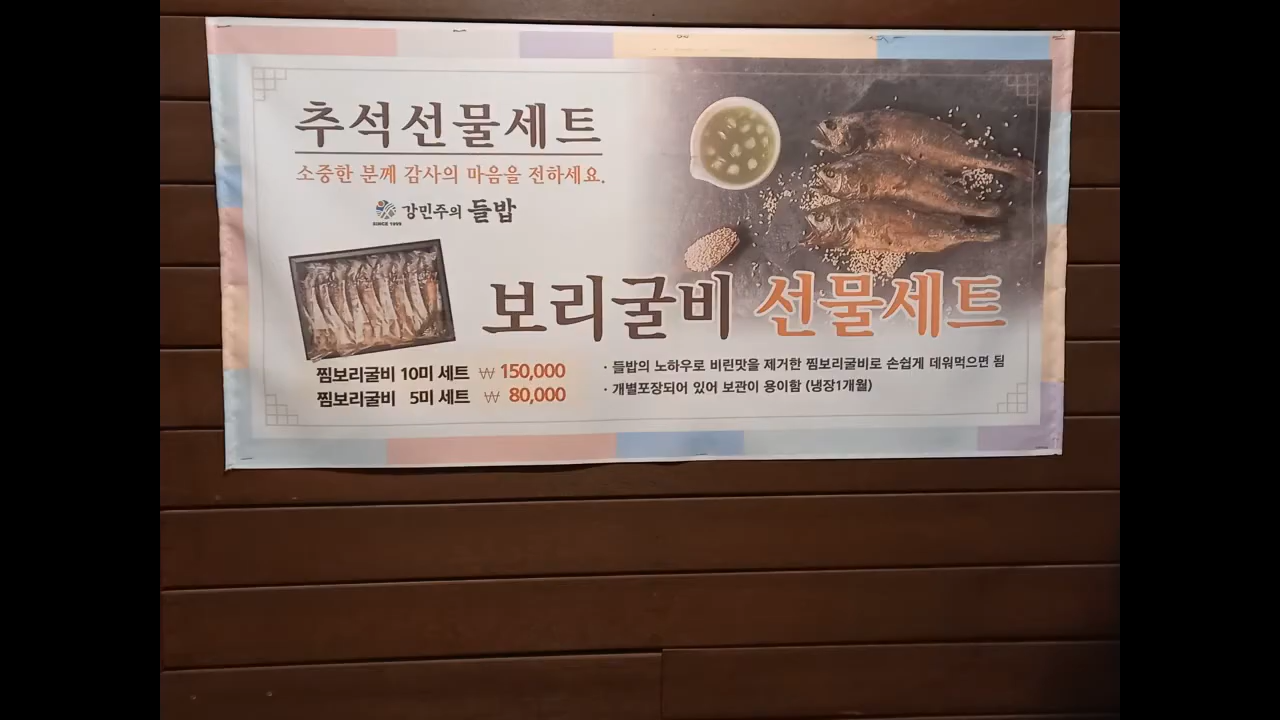 추석선물세트
소중한 분께 감사의 마음을 전하세요.
SINCE 1999
강민주의 들밥
보리굴비 선물세트
찜보리굴비 10미 세트 ₩ 150,000
찜보리굴비 5미 세트 ₩ 80,000
· 들밥의 노하우로 비린맛을 제거한 찜보리굴비로 손쉽게 데워먹으면 됨
· 개별포장되어 있어 보관이 용이함 (냉장1개월)